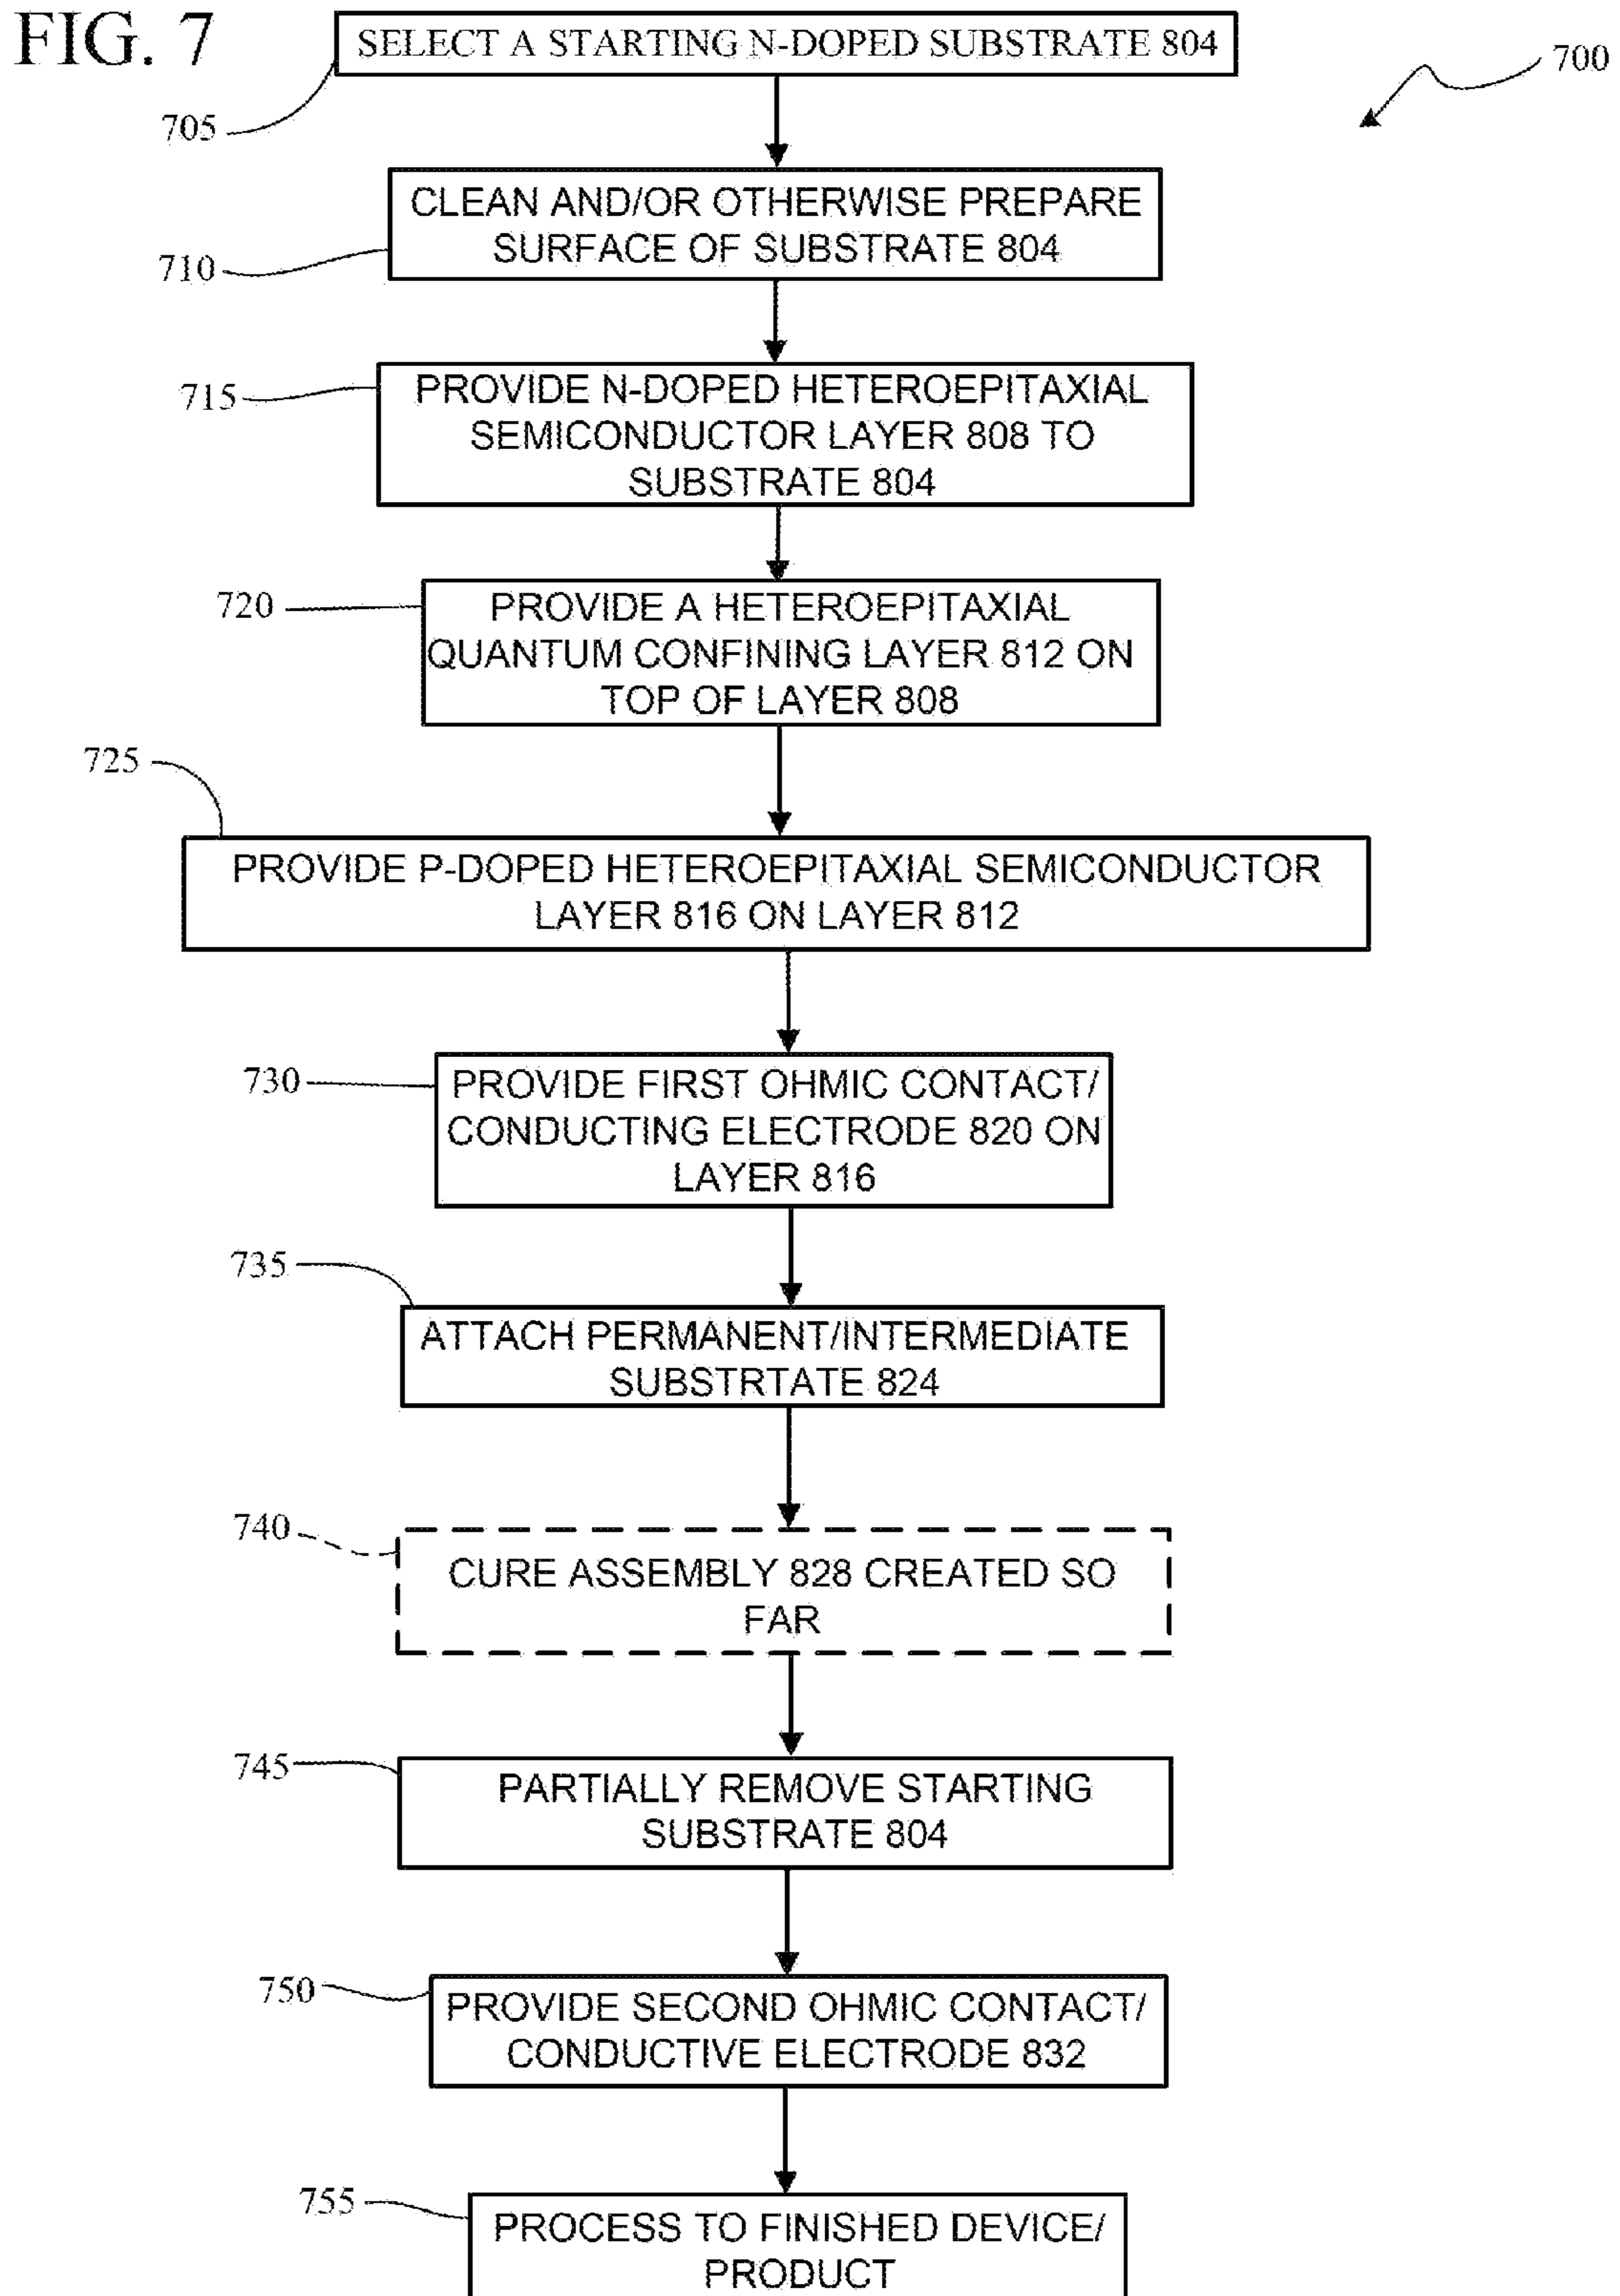 FIG. 7
SELECT A STARTING N-DOPED SUBSTRATE 804
700
705
CLEAN AND/OR OTHERWISE PREPARE
SURFACE OF SUBSTRATE 804
710
715
PROVIDE N-DOPED HETEROEPITAXIAL
SEMICONDUCTOR LAYER 808 TO
SUBSTRATE 804
720
PROVIDE A HETEROEPITAXIAL
QUANTUM CONFINING LAYER 812 ON
TOP OF LAYER 808
725
PROVIDE P-DOPED HETEROEPITAXIAL SEMICONDUCTOR
LAYER 816 ON LAYER 812
730
PROVIDE FIRST OHMIC CONTACT/
CONDUCTING ELECTRODE 820 ON
LAYER 816
735
ATTACH PERMANENT/INTERMEDIATE
SUBSTRTATE 824
740
CURE ASSEMBLY 828 CREATED SO
FAR
745
PARTIALLY REMOVE STARTING
SUBSTRATE 804
750
PROVIDE SECOND OHMIC CONTACT/
CONDUCTIVE ELECTRODE 832
755
PROCESS TO FINISHED DEVICE/
PRODUCT